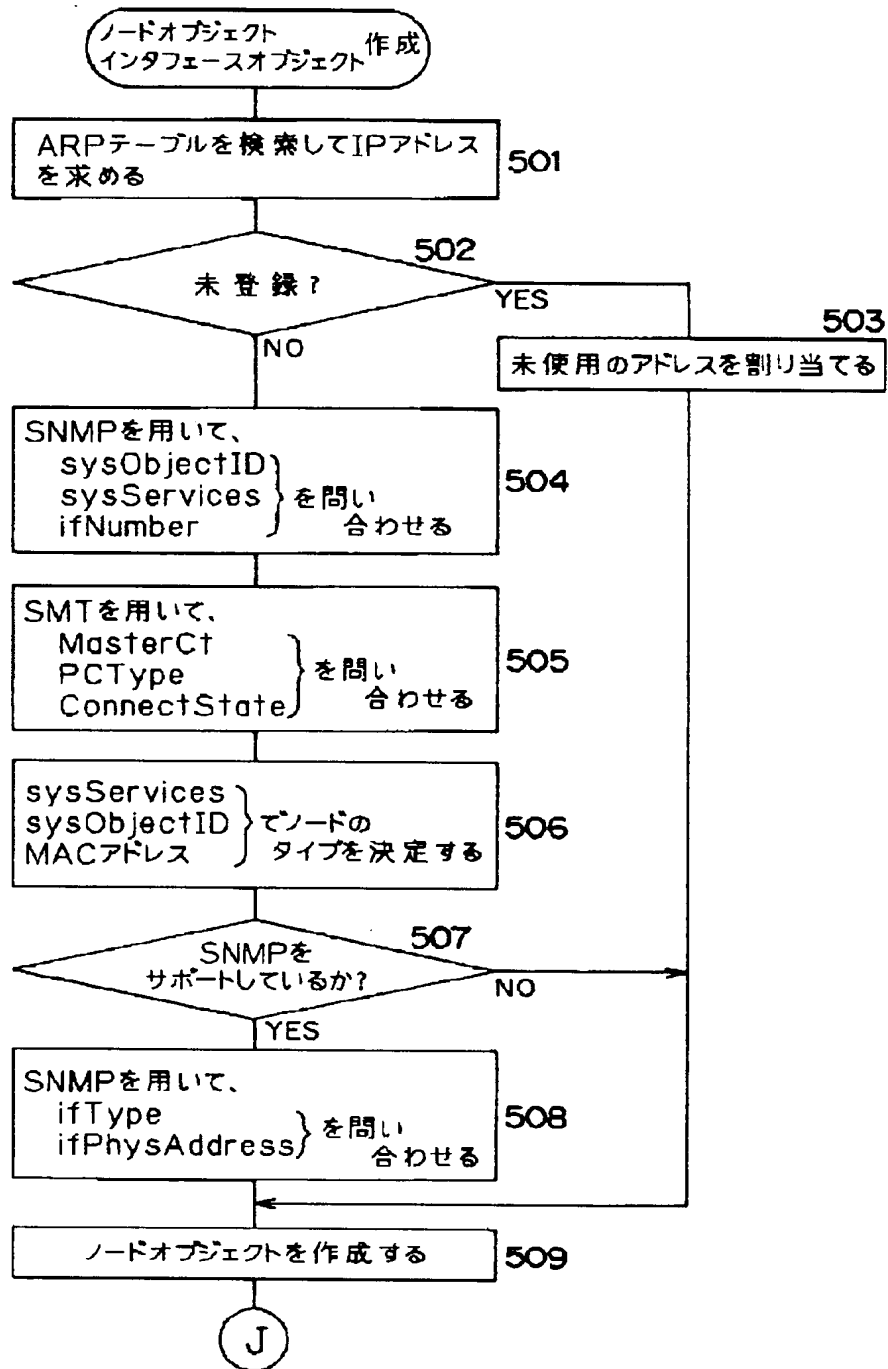 ノードオブジェクト
インタフェースオブジェクト 作成
ARPテーブルを検索してIPアドレス
を求める
501
502
未登録?
YES
NO
503
未使用のアドレスを割り当てる
SNMPを用いて、
sysObjectID
sysServices
ifNumber
を問い
合わせる
504
SMTを用いて、
MasterCt
PCType
ConnectState
を問い
合わせる
505
sysServices
sysObjectID
MACアドレス
でノードの
タイプを決定する
506
507
SNMPを
サポートしているか?
NO
YES
SNMPを用いて、
ifType
ifPhysAddress
を問い
合わせる
508
ノードオブジェクトを作成する
509
J